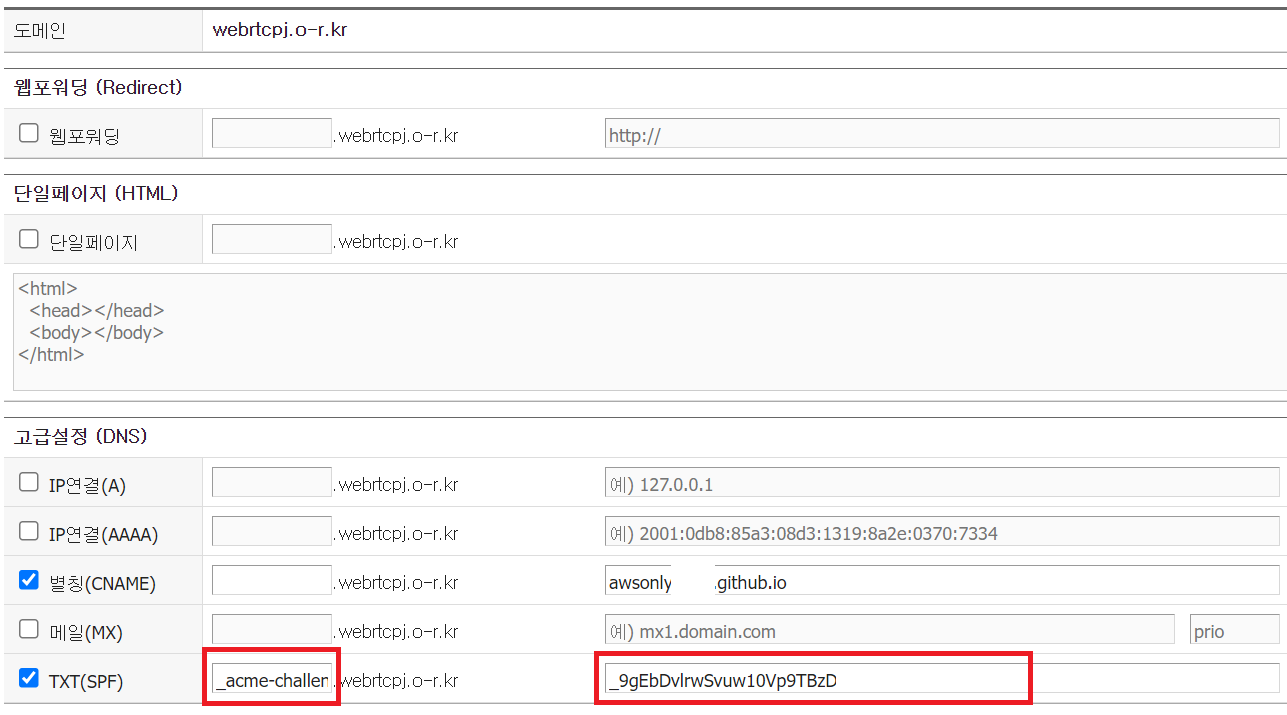 도메인 webrtcpj.o-r.kr
웹포워딩 (Redirect)
웹포워딩 .webrtcpj.o-r.kr http://
단일페이지 (HTML)
단일페이지 .webrtcpj.o-r.kr
<html>
<head></head>
<body></body>
</html>
고급설정 (DNS)
IP연결(A) .webrtcpj.o-r.kr 예) 127.0.0.1
IP연결(AAAA) .webrtcpj.o-r.kr 예) 2001:0db8:85a3:08d3:1319:8a2e:0370:7334
별칭(CNAME) .webrtcpj.o-r.kr awsonly .github.io
메일(MX) .webrtcpj.o-r.kr 예) mx1.domain.com prio
TXT(SPF) _acme-challen .webrtcpj.o-r.kr _9gEbDvlrwSvuw10Vp9TBzD